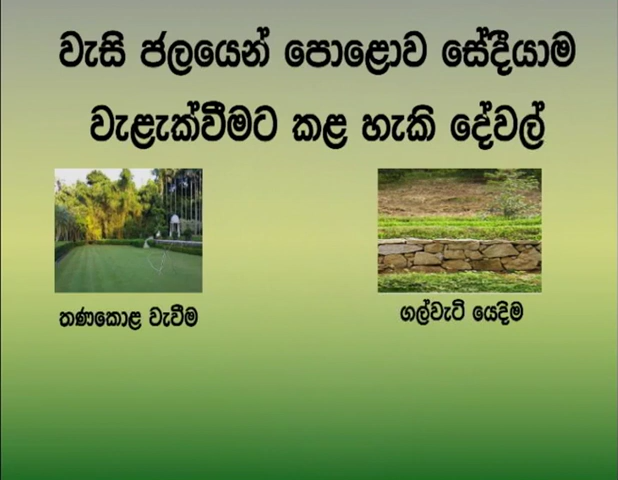 වැසි ජලයෙන් පොළොව සේදීයාම
වැළැක්වීමට කළ හැකි දේවල්
තණකොළ වැවීම
ගල්වැටි යෙදිම